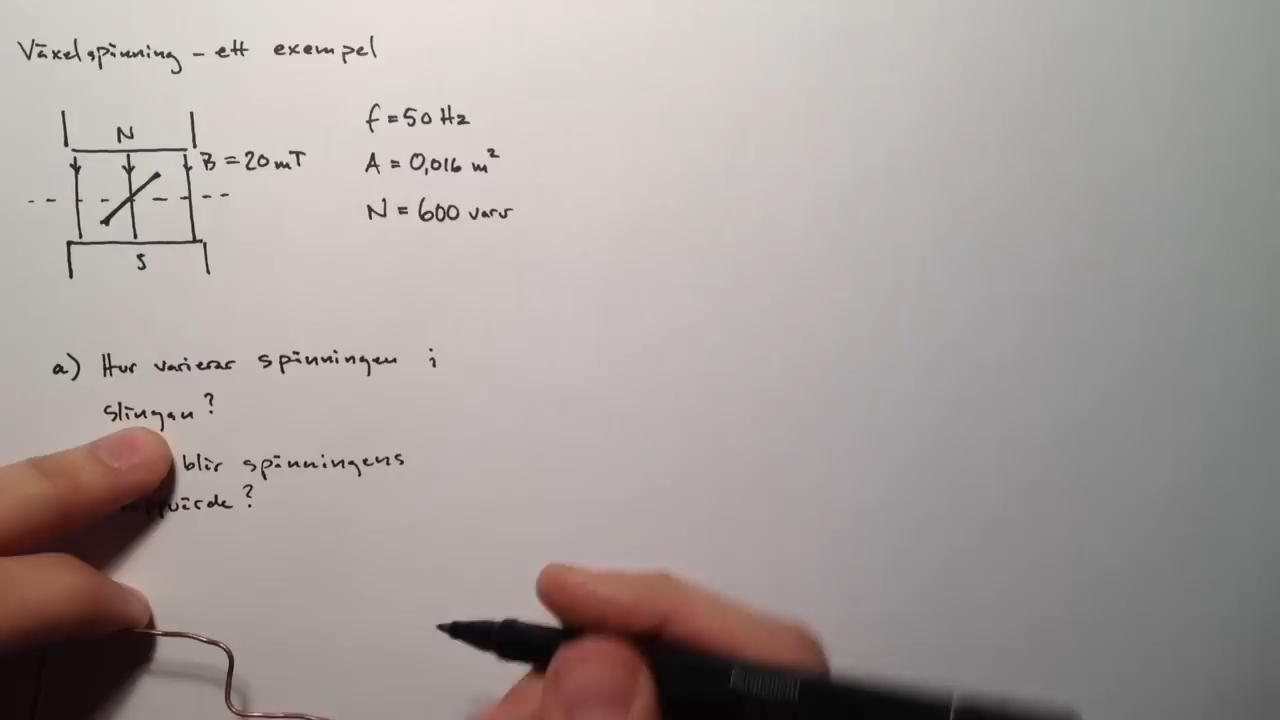 Växelspänning - ett exempel
N
B = 20 mT
S
f = 50 Hz
A = 0,016 m²
N = 600 varv
a) Hur varierar spänningen i
slingan?
blir spänningens